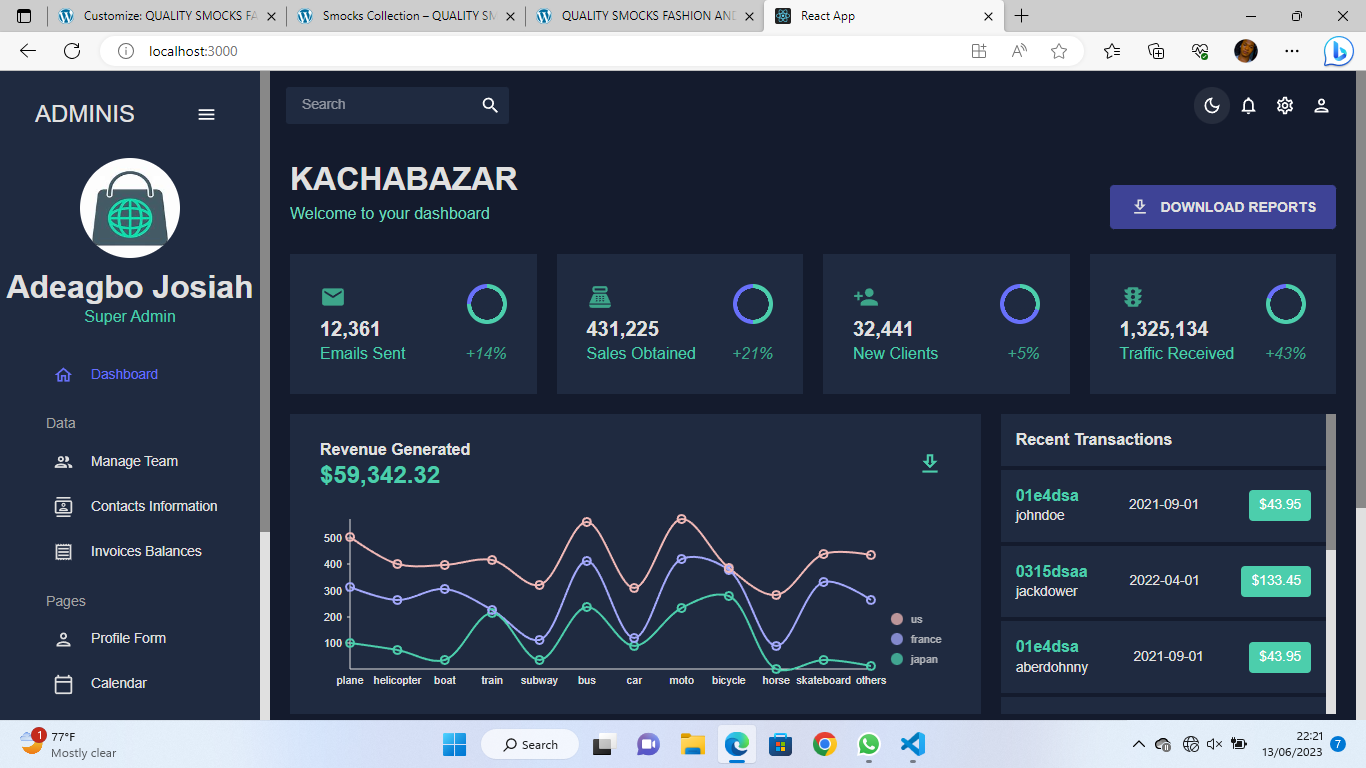 Customize: QUALITY SMOCKS FA
Smocks Collection – QUALITY SM
QUALITY SMOCKS FASHION AND
React App
localhost:3000
ADMINIS
Search
KACHABAZAR
Welcome to your dashboard
DOWNLOAD REPORTS
Adeagbo Josiah
Super Admin
Dashboard
Data
Manage Team
Contacts Information
Invoices Balances
Pages
Profile Form
Calendar
12,361
Emails Sent
+14%
431,225
Sales Obtained
+21%
32,441
New Clients
+5%
1,325,134
Traffic Received
+43%
Revenue Generated
$59,342.32
500
400
300
200
100
plane helicopter boat train subway bus car moto bicycle horse skateboard others
us
france
japan
Recent Transactions
01e4dsa
johndoe
2021-09-01
$43.95
0315dsaa
jackdower
2022-04-01
$133.45
01e4dsa
aberdohnny
2021-09-01
$43.95
1
77°F
Mostly clear
Search
22:21
13/06/2023
7